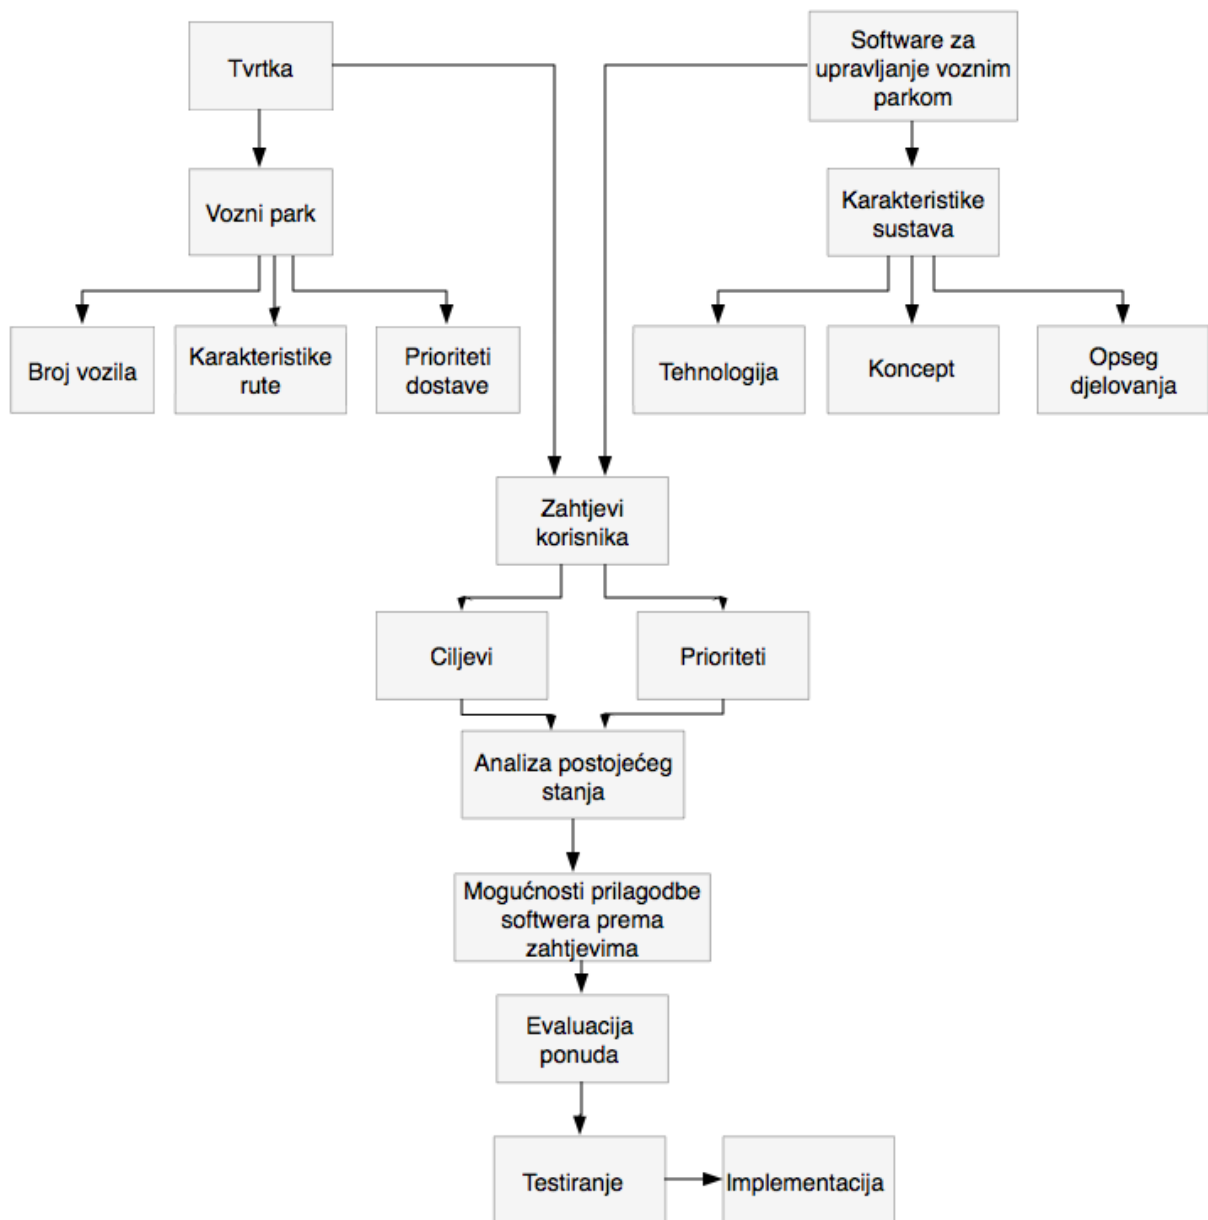 Tvrtka
Software za
upravljanje voznim
parkom
Vozni park
Karakteristike
sustava
Broj vozila
Karakteristike
rute
Prioriteti
dostave
Tehnologija
Koncept
Opseg
djelovanja
Zahtjevi
korisnika
Ciljevi
Prioriteti
Analiza postojećeg
stanja
Mogućnosti prilagodbe
softwera prema
zahtjevima
Evaluacija
ponuda
Testiranje
Implementacija